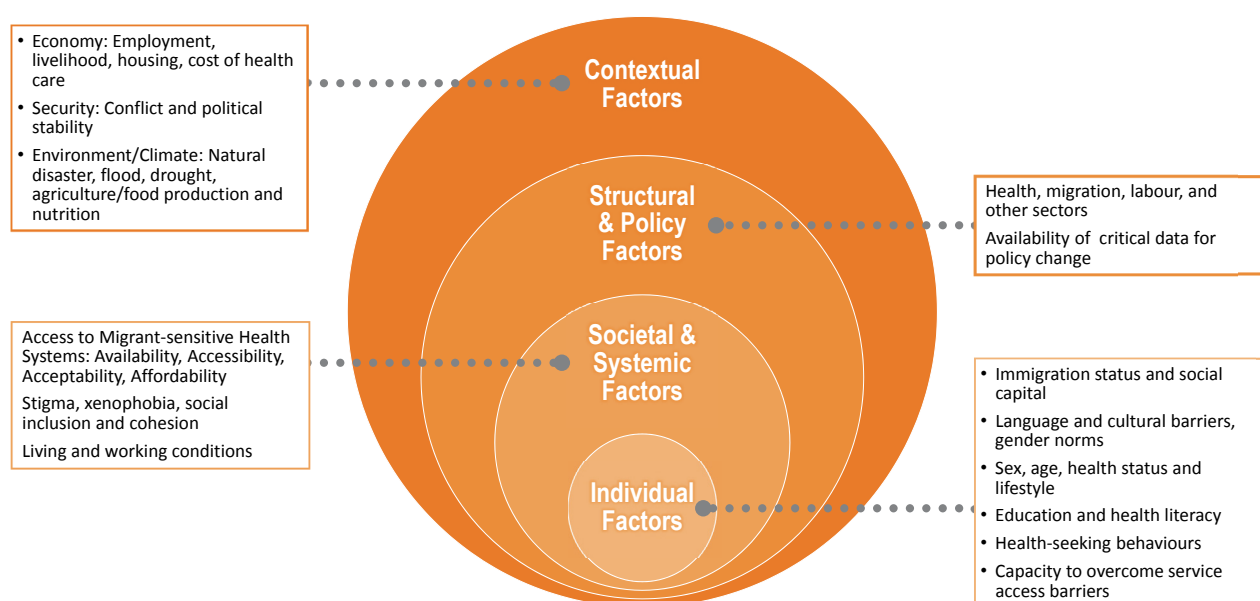 • Economy: Employment,
livelihood, housing, cost of health
care
• Security: Conflict and political
stability
• Environment/Climate: Natural
disaster, flood, drought,
agriculture/food production and
nutrition
Contextual
Factors
Structural
& Policy
Factors
Health, migration, labour, and
other sectors
Availability of critical data for
policy change
Access to Migrant-sensitive Health
Systems: Availability, Accessibility,
Acceptability, Affordability
Stigma, xenophobia, social
inclusion and cohesion
Living and working conditions
Societal &
Systemic
Factors
Individual
Factors
• Immigration status and social
capital
• Language and cultural barriers,
gender norms
• Sex, age, health status and
lifestyle
• Education and health literacy
• Health-seeking behaviours
• Capacity to overcome service
access barriers